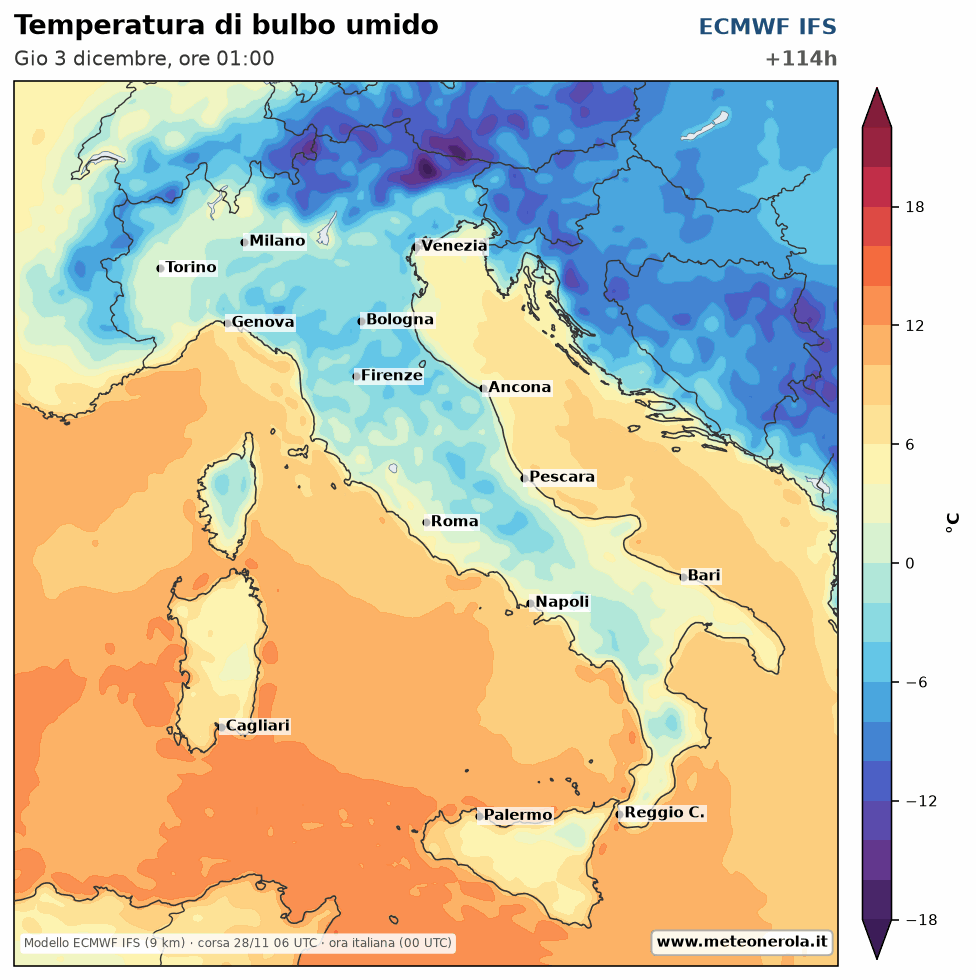 Temperatura di bulbo umido
ECMWF IFS
Gio 3 dicembre, ore 01:00
+114h
Milano
Venezia
Torino
Genova
Bologna
Firenze
Ancona
Pescara
Roma
Bari
Napoli
Cagliari
Palermo
Reggio C.
18
12
6
0
−6
−12
−18
°C
Modello ECMWF IFS (9 km) · corsa 28/11 06 UTC · ora italiana (00 UTC)
www.meteonerola.it